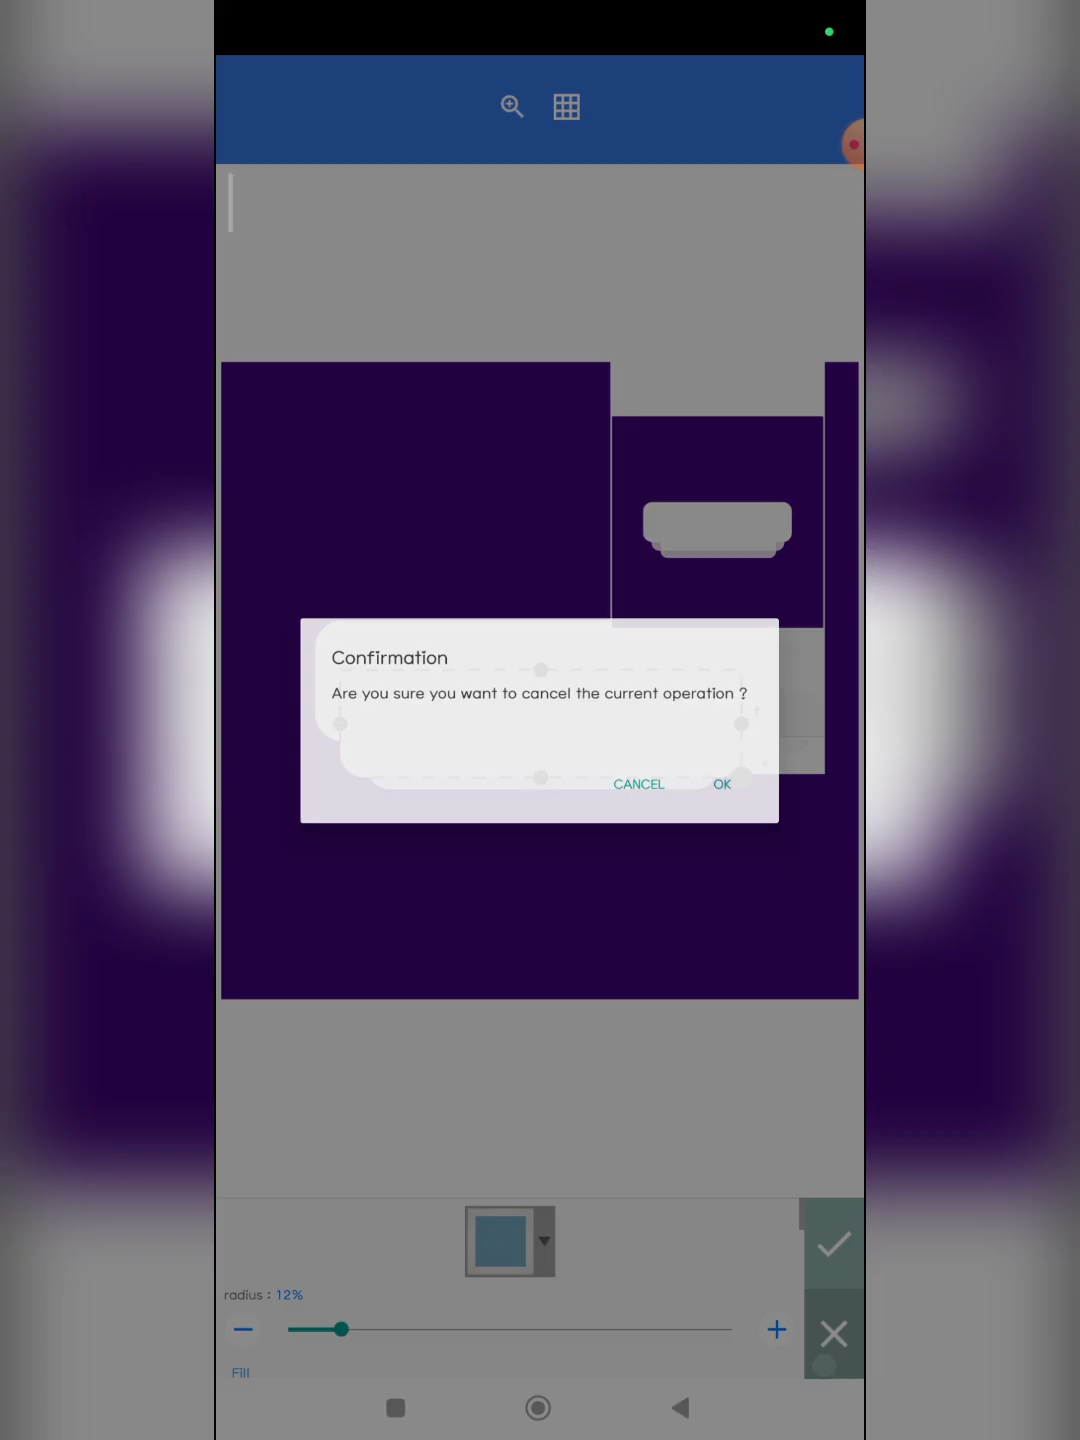 Confirmation
Are you sure you want to cancel the current operation ?
CANCEL OK
radius : 12%
Fill